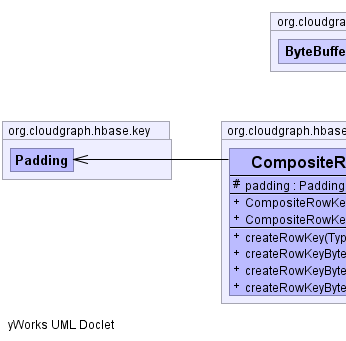 org.cloudgra
ByteBuffe
org.cloudgraph.hbase.key
Padding
org.cloudgraph.hbase
CompositeR
# padding : Padding
+ CompositeRowKe
+ CompositeRowKe
+ createRowKey(Typ
+ createRowKeyByte
+ createRowKeyByte
+ createRowKeyByte
yWorks UML Doclet